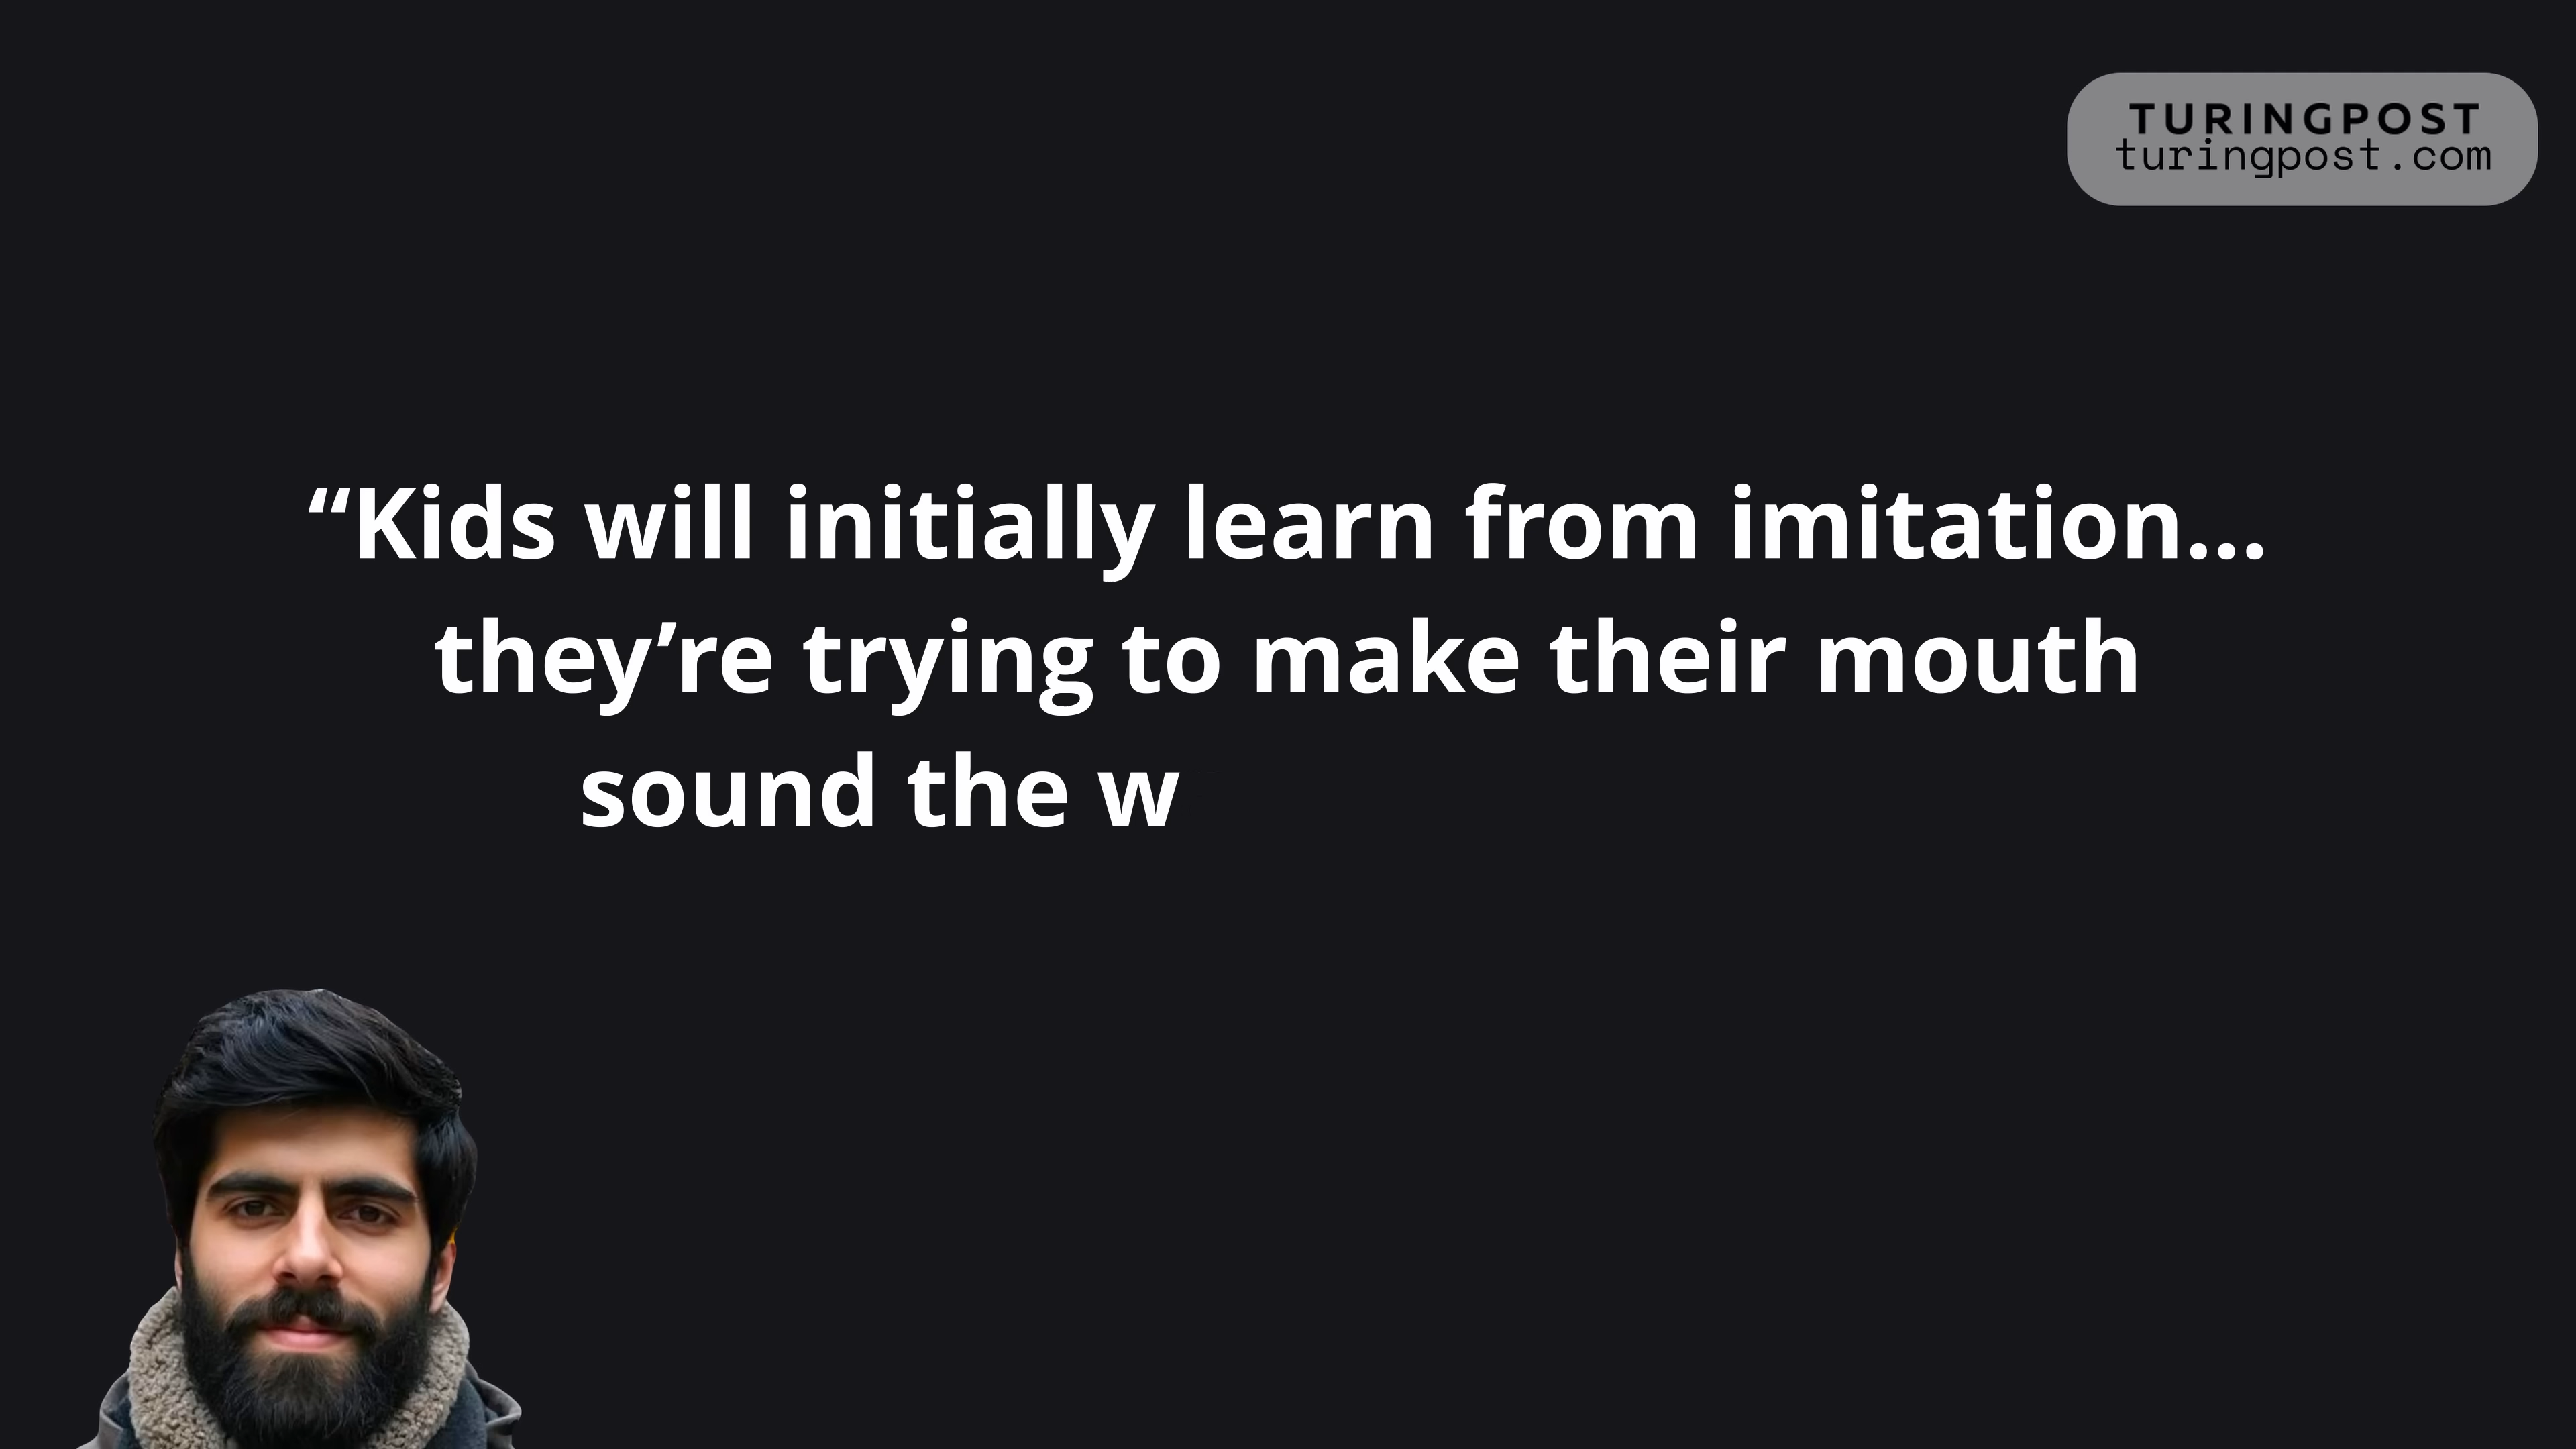 TURINGPOST
turingpost.com
“Kids will initially learn from imitation...
they’re trying to make their mouth
sound the w